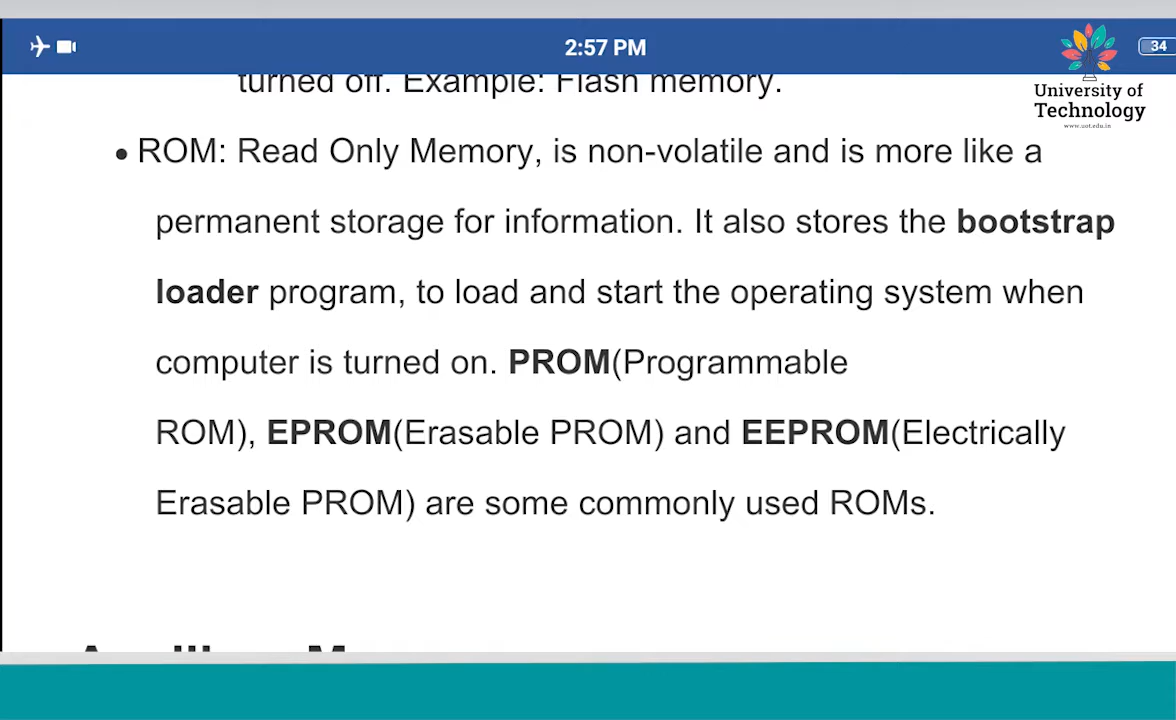 2:57 PM
34
University of
Technology
www.uot.edu.in
turned off. Example: Flash memory.
• ROM: Read Only Memory, is non-volatile and is more like a
permanent storage for information. It also stores the bootstrap
loader program, to load and start the operating system when
computer is turned on. PROM(Programmable
ROM), EPROM(Erasable PROM) and EEPROM(Electrically
Erasable PROM) are some commonly used ROMs.